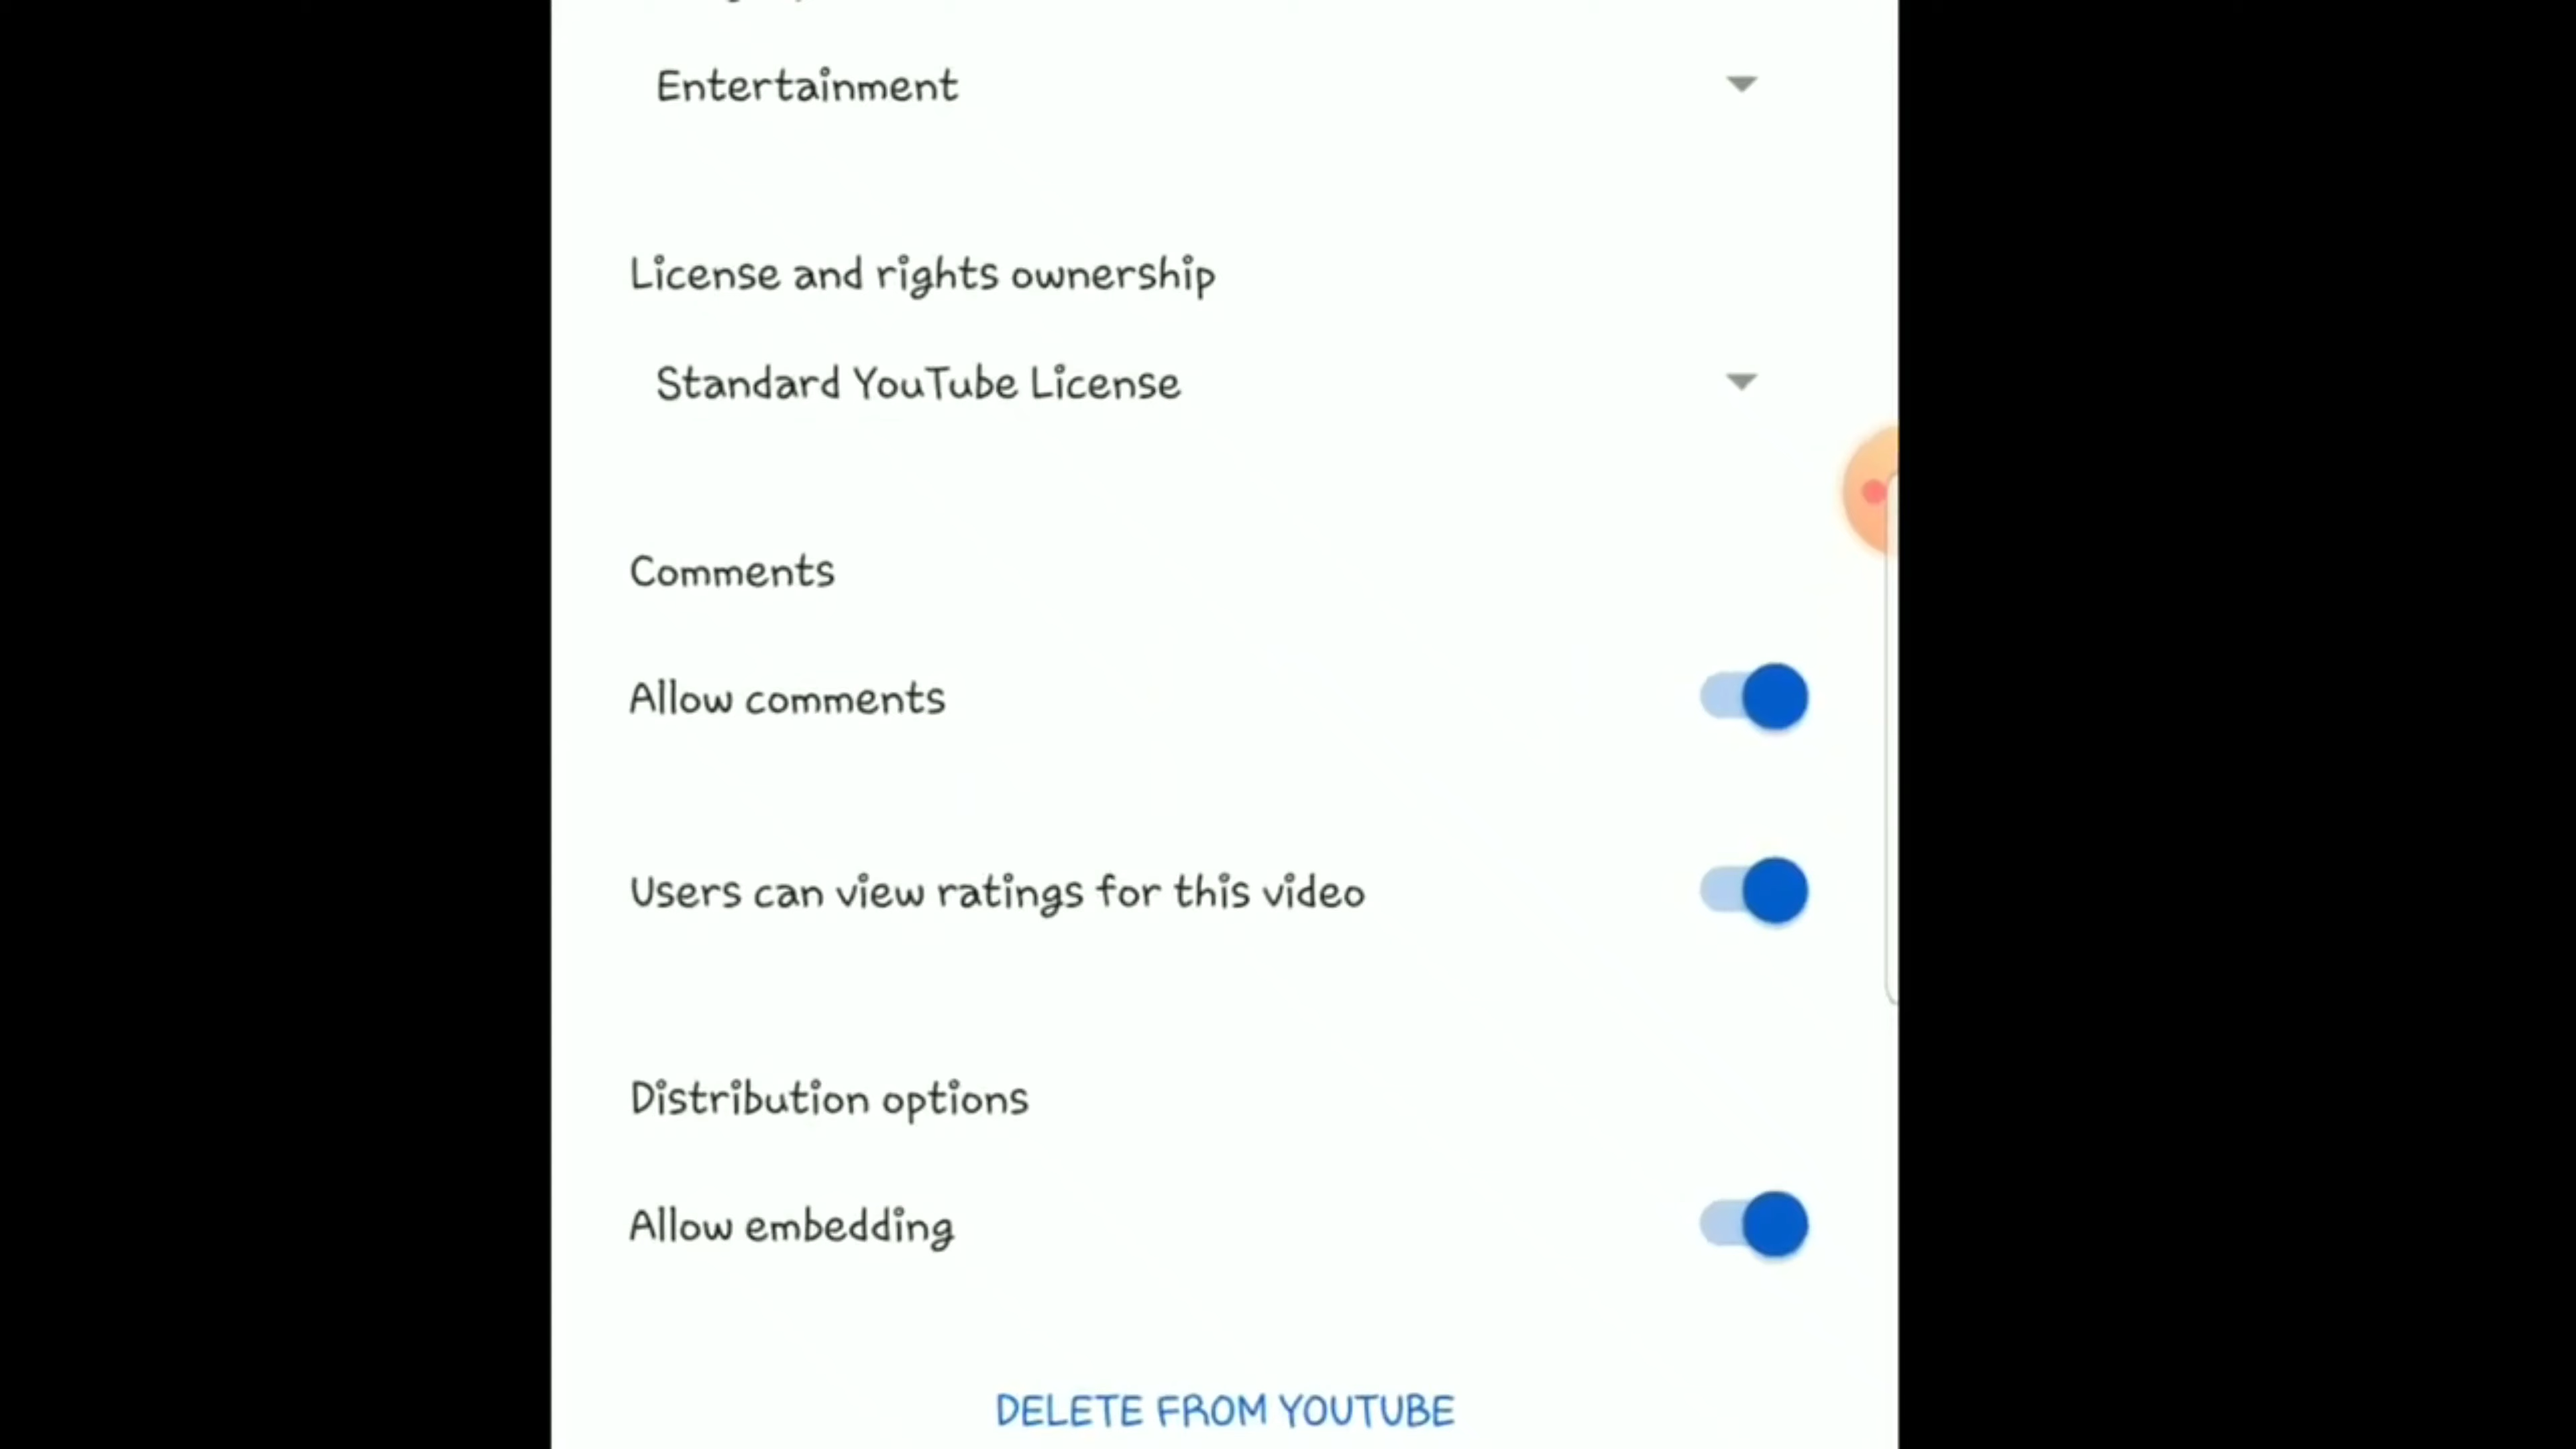 Entertainment
License and rights ownership
Standard YouTube License
Comments
Allow comments
Users can view ratings for this video
Distribution options
Allow embedding
DELETE FROM YOUTUBE